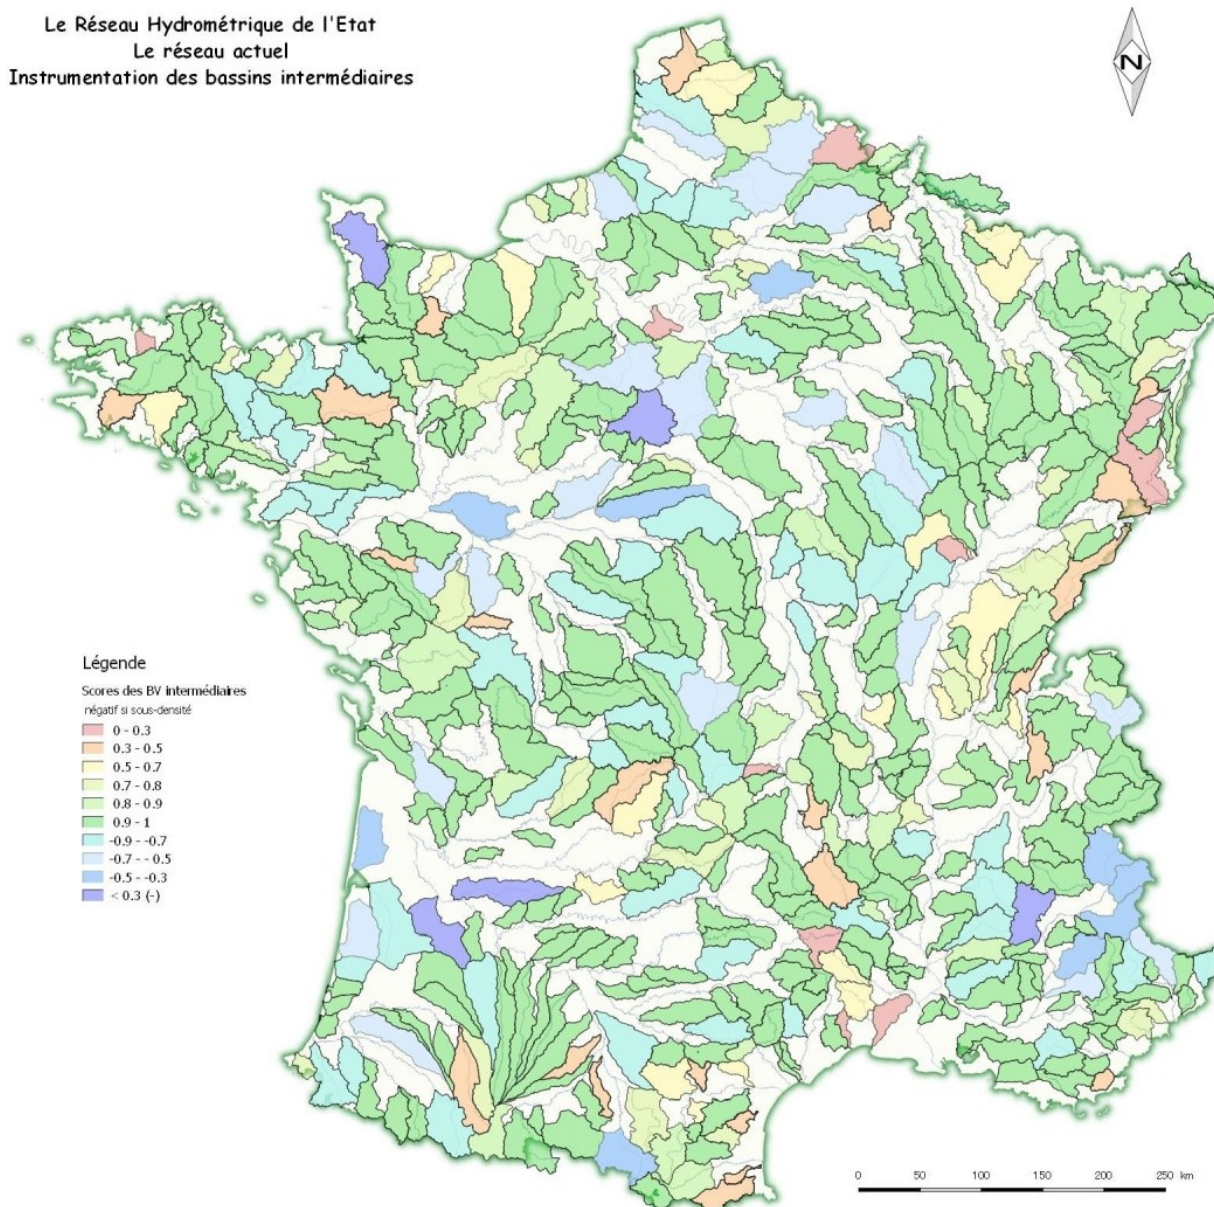 Le Réseau Hydrométrique de l'Etat
Le réseau actuel
Instrumentation des bassins intermédiaires
N
Légende
Scores des BV intermédiaires
négatif si sous-densité
0 - 0.3
0.3 - 0.5
0.5 - 0.7
0.7 - 0.8
0.8 - 0.9
0.9 - 1
-0.9 - -0.7
-0.7 - - 0.5
-0.5 - -0.3
< 0.3 (-)
0 50 100 150 200 250 km